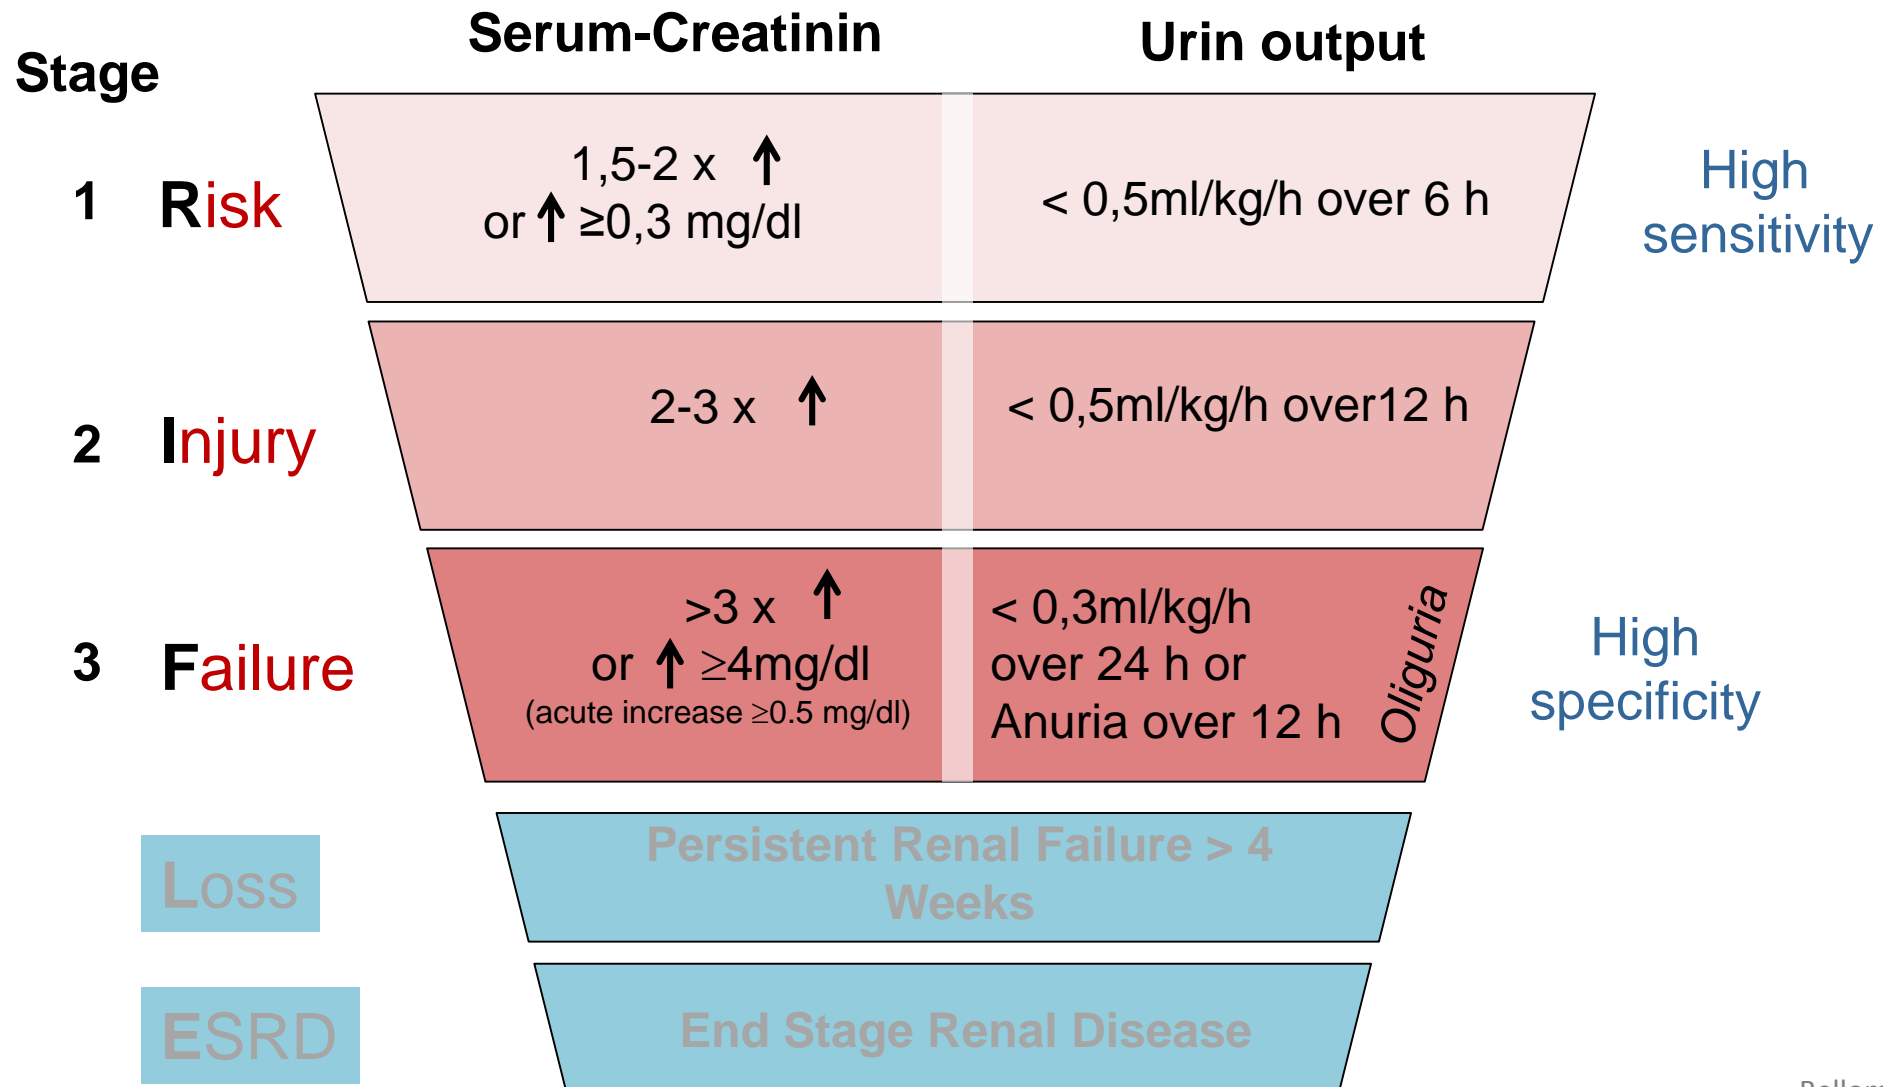 Serum-Creatinin
Urin output
Stage
1 Risk
1,5-2 x ↑
or ↑ ≥0,3 mg/dl
< 0,5ml/kg/h over 6 h
High
sensitivity
2 Injury
2-3 x ↑
< 0,5ml/kg/h over12 h
3 Failure
>3 x ↑
or ↑ ≥4mg/dl
(acute increase ≥0.5 mg/dl)
< 0,3ml/kg/h
over 24 h or
Anuria over 12 h
Oliguria
High
specificity
Loss
Persistent Renal Failure > 4
Weeks
ESRD
End Stage Renal Disease